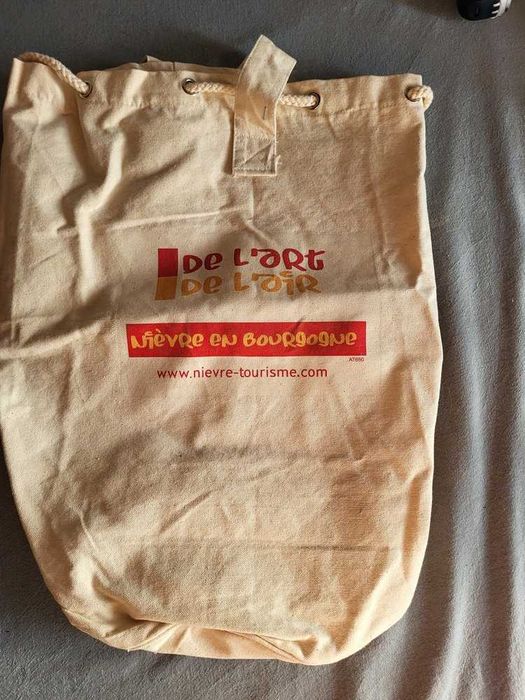 DE L'ART
DE L'AIR
NIÈVRE EN BOURGOGNE
AT660
www.nievre-tourisme.com